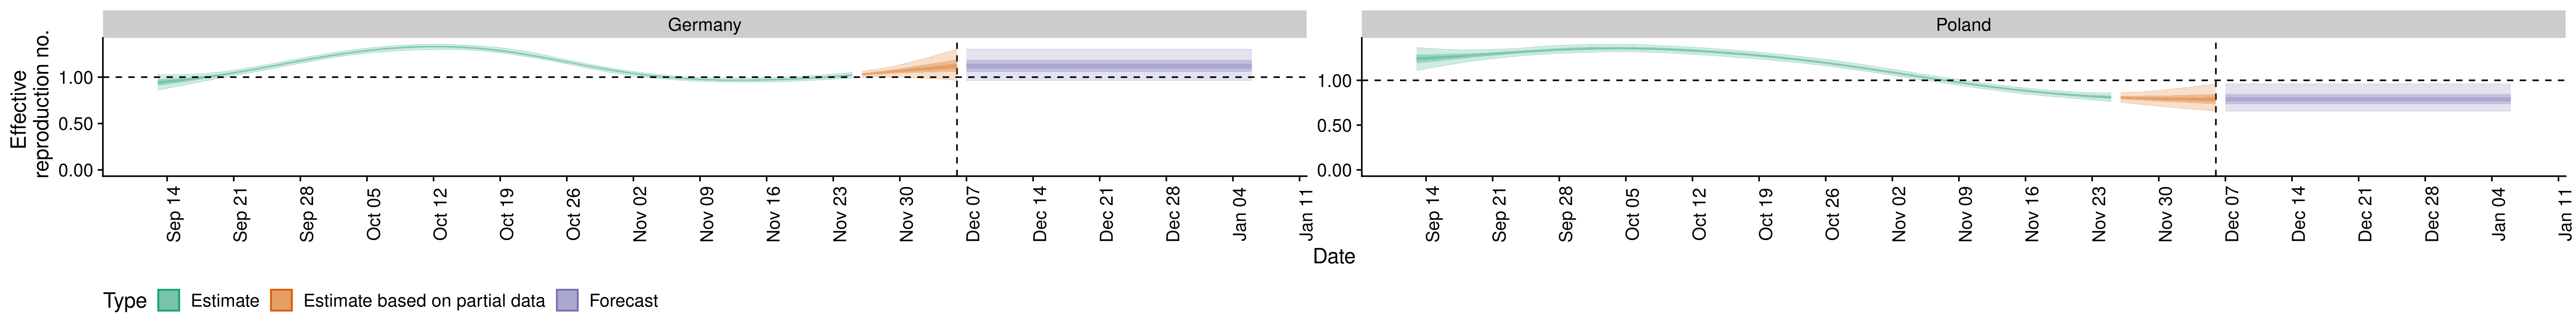 Germany
Poland
Effective
reproduction no.
1.00
0.50
0.00
1.00
0.50
0.00
Sep 14
Sep 21
Sep 28
Oct 05
Oct 12
Oct 19
Oct 26
Nov 02
Nov 09
Nov 16
Nov 23
Nov 30
Dec 07
Dec 14
Dec 21
Dec 28
Jan 04
Jan 11
Sep 14
Sep 21
Sep 28
Oct 05
Oct 12
Oct 19
Oct 26
Nov 02
Nov 09
Nov 16
Nov 23
Nov 30
Dec 07
Dec 14
Dec 21
Dec 28
Jan 04
Jan 11
Date
Type Estimate Estimate based on partial data Forecast